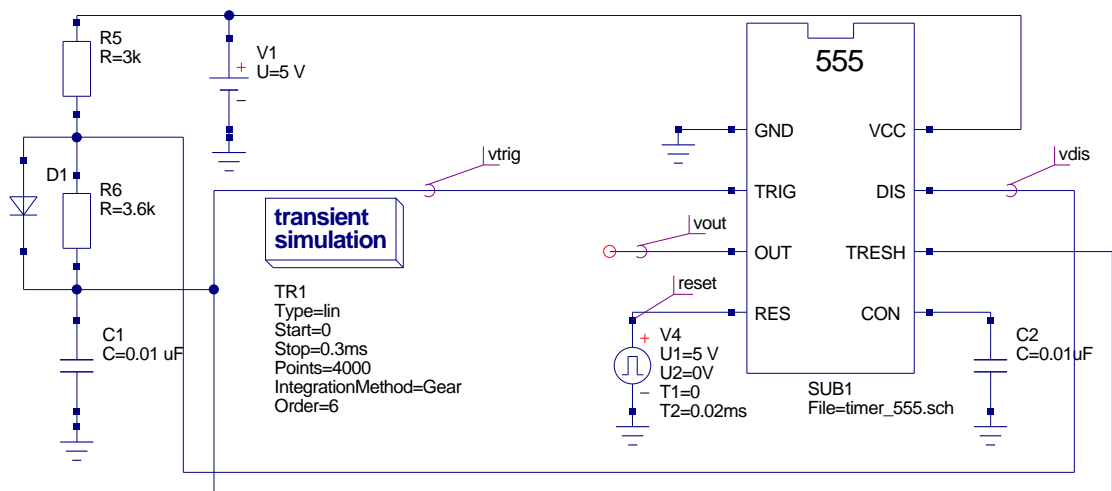 R5
R=3k
V1
U=5 V
+
−
555
GND
VCC
vtrig
vdis
D1
R6
R=3.6k
TRIG
DIS
transient
simulation
vout
OUT
TRESH
TR1
Type=lin
Start=0
Stop=0.3ms
Points=4000
IntegrationMethod=Gear
Order=6
reset
RES
CON
C1
C=0.01 uF
+
−
V4
U1=5 V
U2=0V
T1=0
T2=0.02ms
C2
C=0.01uF
SUB1
File=timer_555.sch